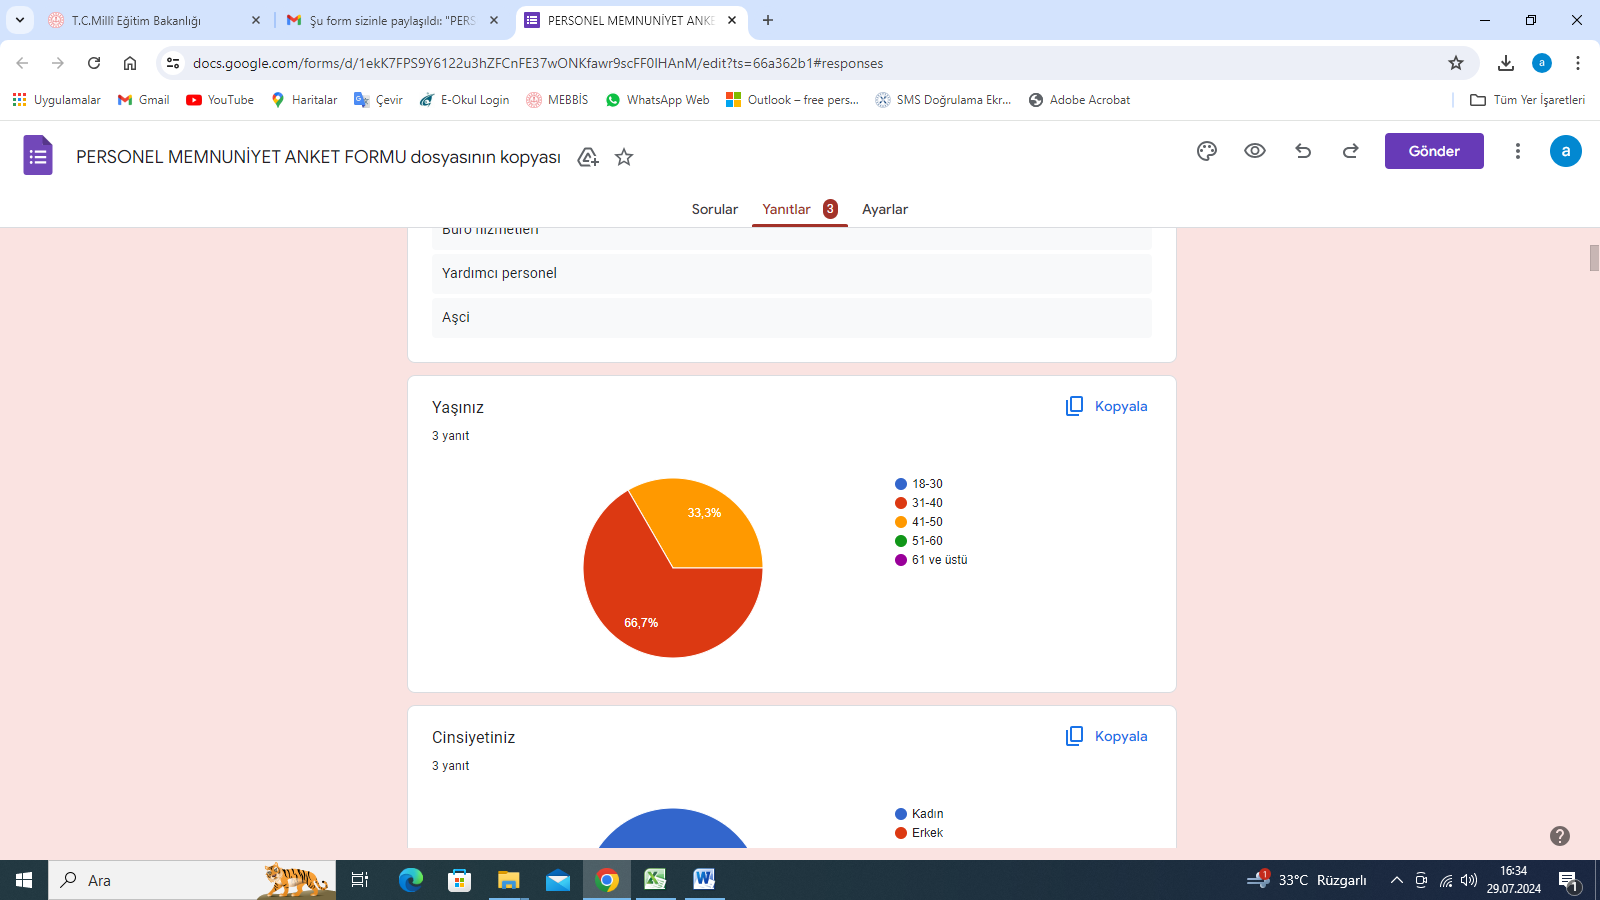 T.C.Millî Eğitim Bakanlığı
Şu form sizinle paylaşıldı: "PERS
PERSONEL MEMNUNİYET ANKE
docs.google.com/forms/d/1ekK7FPS9Y6122u3hZFCnFE37wONKfawr9scFF0IHAnM/edit?ts=66a362b1#responses
a
Uygulamalar
Gmail
YouTube
Haritalar
Çevir
E-Okul Login
MEBBİS
WhatsApp Web
Outlook – free pers...
SMS Doğrulama Ekr...
Adobe Acrobat
Tüm Yer İşaretleri
PERSONEL MEMNUNİYET ANKET FORMU dosyasının kopyası
Gönder
a
Sorular
Yanıtlar 3
Ayarlar
Büro hizmetleri
Yardımcı personel
Aşci
Yaşınız
Kopyala
3 yanıt
33,3%
66,7%
18-30
31-40
41-50
51-60
61 ve üstü
Cinsiyetiniz
Kopyala
3 yanıt
Kadın
Erkek
Ara
1
33°C Rüzgarlı
16:34
29.07.2024
1